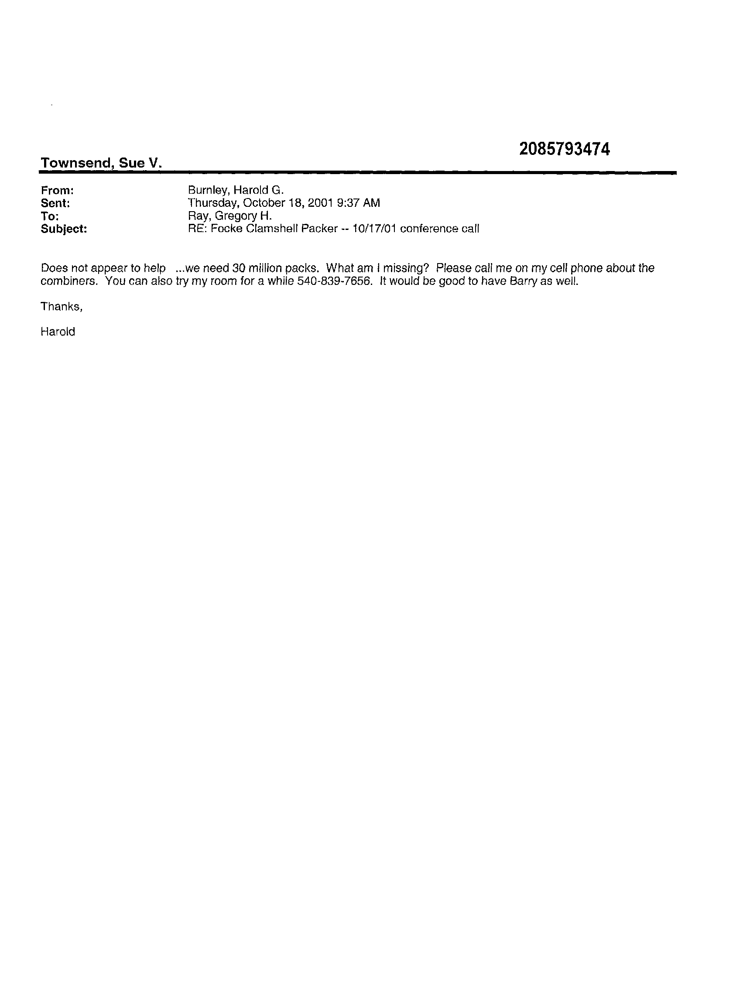 2085793474
Townsend, Sue V.
From: Burnley, Harold G.
Sent: Thursday, October 18, 2001 9:37 AM
To: Ray, Gregory H.
Subject: RE: Focke Clamshell Packer -- 10/17/01 conference call
Does not appear to help ...we need 30 million packs. What am I missing? Please call me on my cell phone about the
combiners. You can also try my room for a while 540-839-7656. It would be good to have Barry as well.
Thanks,
Harold